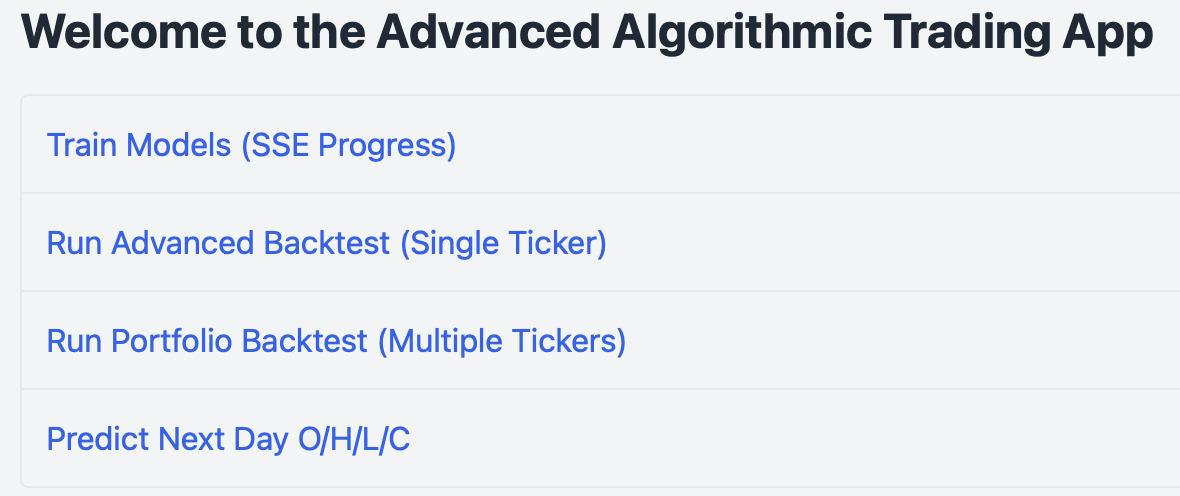 Welcome to the Advanced Algorithmic Trading App
Train Models (SSE Progress)
Run Advanced Backtest (Single Ticker)
Run Portfolio Backtest (Multiple Tickers)
Predict Next Day O/H/L/C